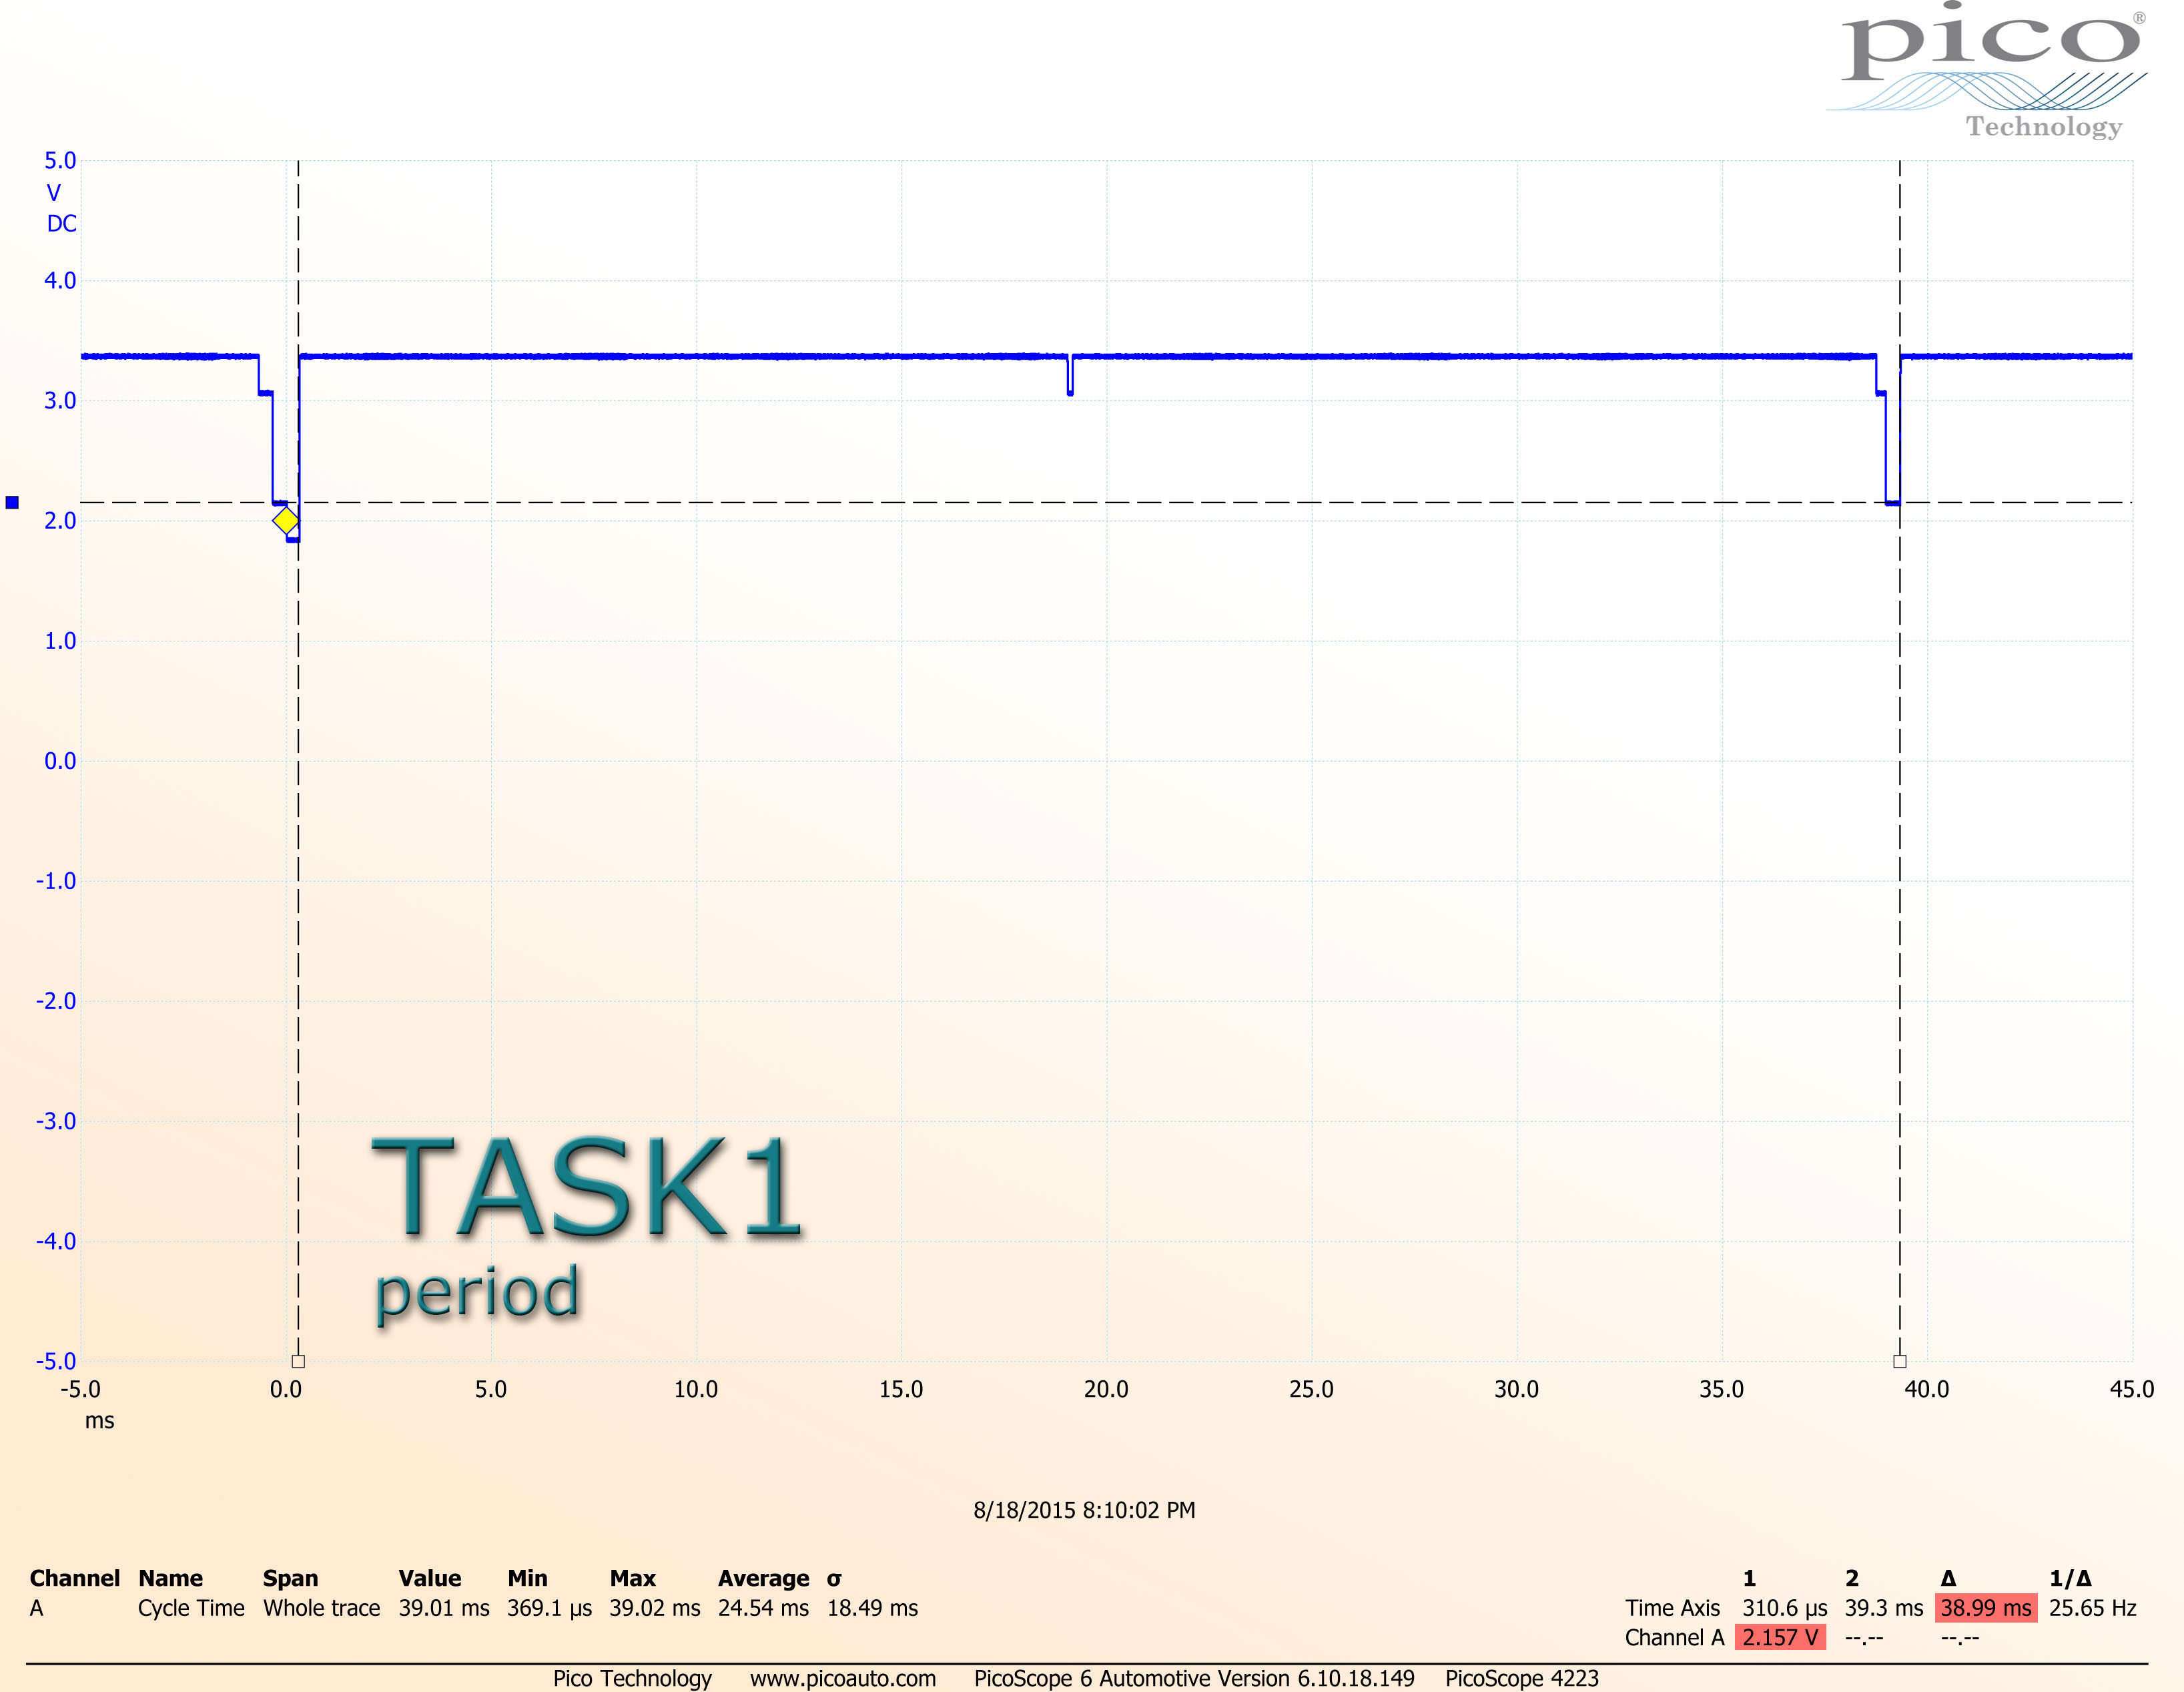 pico®
Technology
5.0
V
DC
4.0
3.0
2.0
1.0
0.0
-1.0
-2.0
-3.0
-4.0
-5.0
TASK1
period
-5.0 0.0 5.0 10.0 15.0 20.0 25.0 30.0 35.0 40.0 45.0
ms
8/18/2015 8:10:02 PM
Channel Name Span Value Min Max Average σ
A Cycle Time Whole trace 39.01 ms 369.1 µs 39.02 ms 24.54 ms 18.49 ms
1 2 Δ 1/Δ
Time Axis 310.6 µs 39.3 ms 38.99 ms 25.65 Hz
Channel A 2.157 V --.-- --.--
Pico Technology www.picoauto.com PicoScope 6 Automotive Version 6.10.18.149 PicoScope 4223